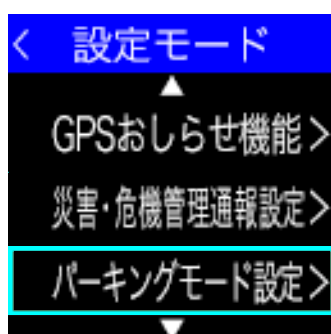 < 設定モード
▲
GPSおしらせ機能 >
災害・危機管理通報設定 >
パーキングモード設定 >
▼